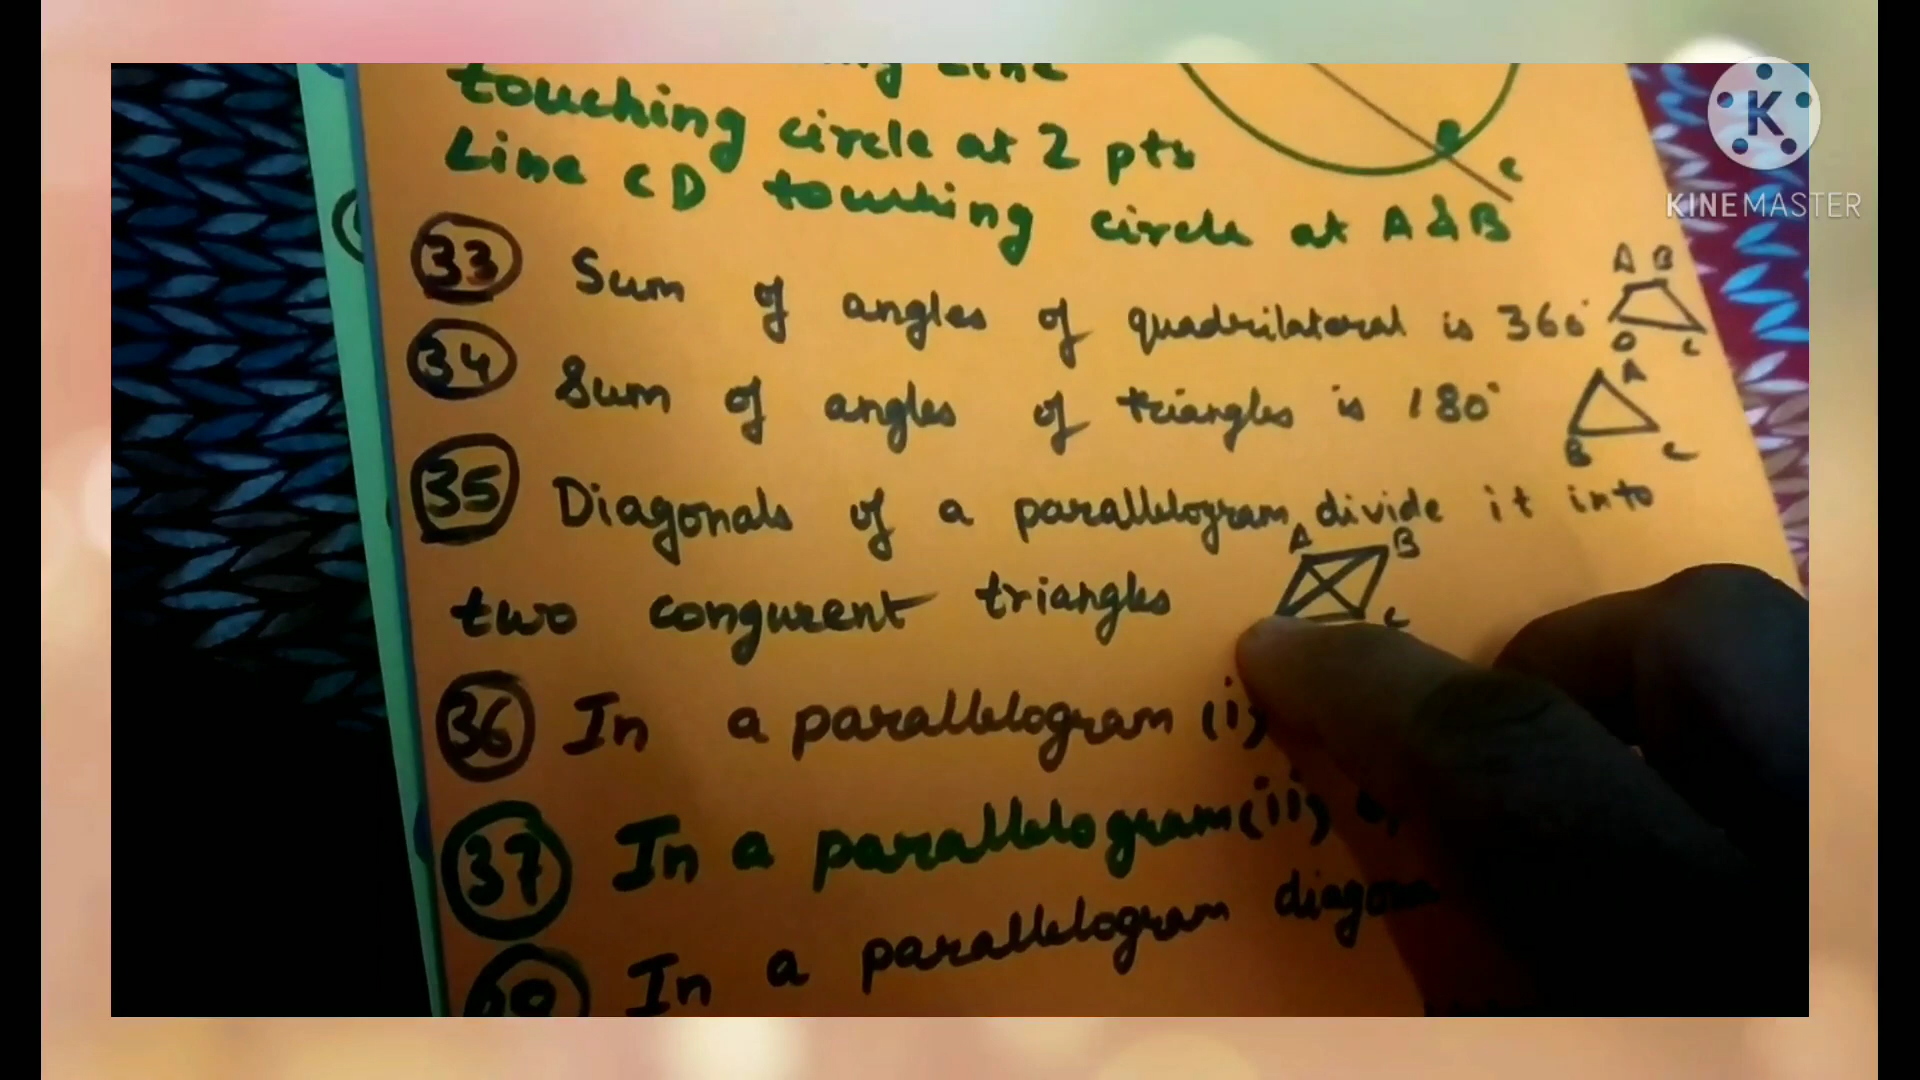 Line
touching circle at 2 pts
Line CD touching circle at A & B
B
C
33 Sum of angles of quadrilateral is 360°
A B
D C
34 Sum of angles of triangles is 180°
A
B C
35 Diagonals of a parallelogram divide it into
two congurent triangles
A B
C
36 In a parallelogram (i)
37 In a parallelogram (ii)
In a parallelogram
K
KINEMASTER